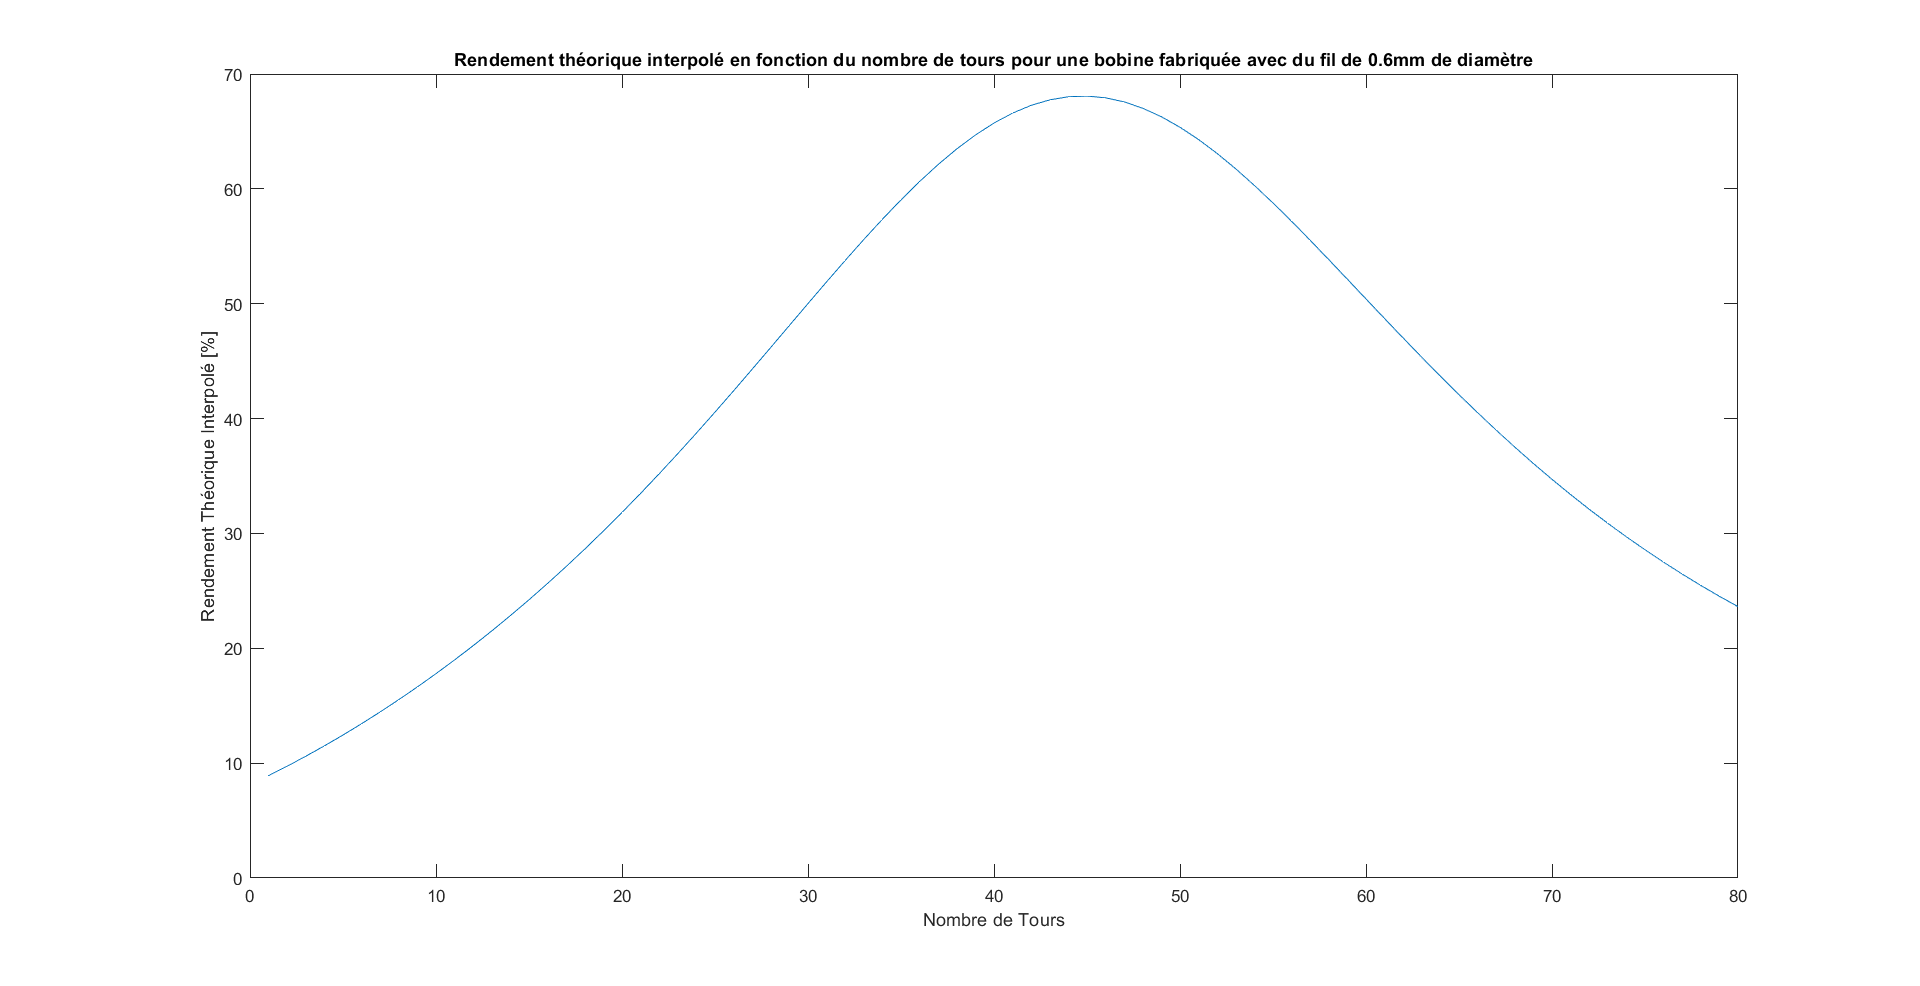 Rendement théorique interpolé en fonction du nombre de tours pour une bobine fabriquée avec du fil de 0.6mm de diamètre
70
60
50
40
30
20
10
0
Rendement Théorique Interpolé [%]
0 10 20 30 40 50 60 70 80
Nombre de Tours